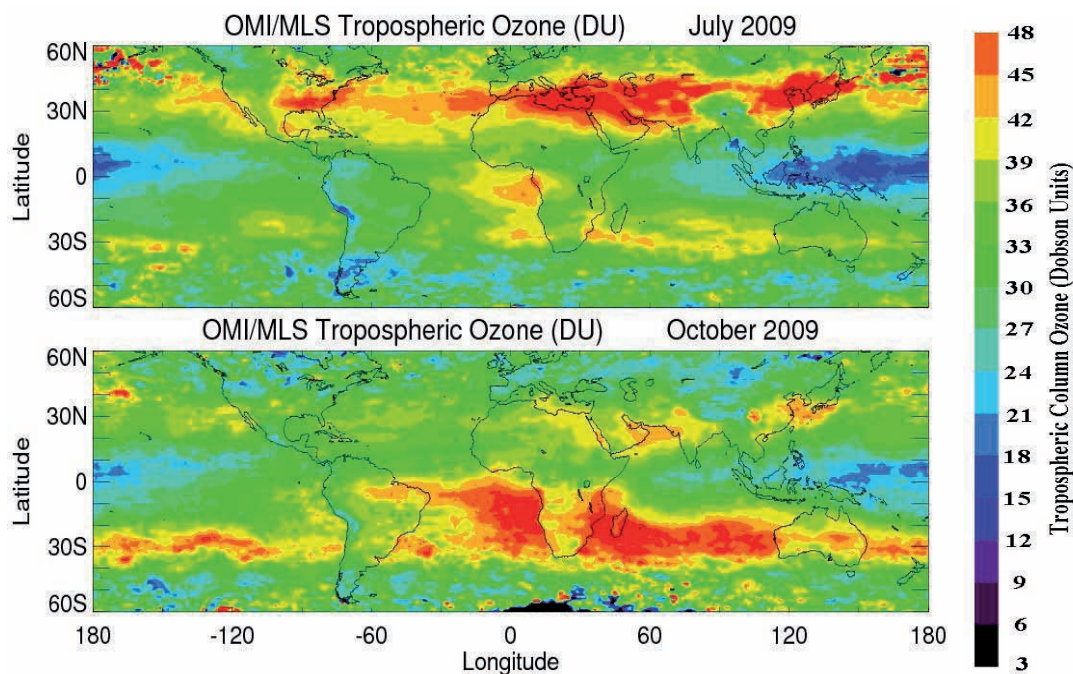 OMI/MLS Tropospheric Ozone (DU) July 2009
60N
30N
0
30S
60S
Latitude
OMI/MLS Tropospheric Ozone (DU) October 2009
60N
30N
0
30S
60S
Latitude
180 -120 -60 0 60 120 180
Longitude
48
45
42
39
36
33
30
27
24
21
18
15
12
9
6
3
Tropospheric Column Ozone (Dobson Units)